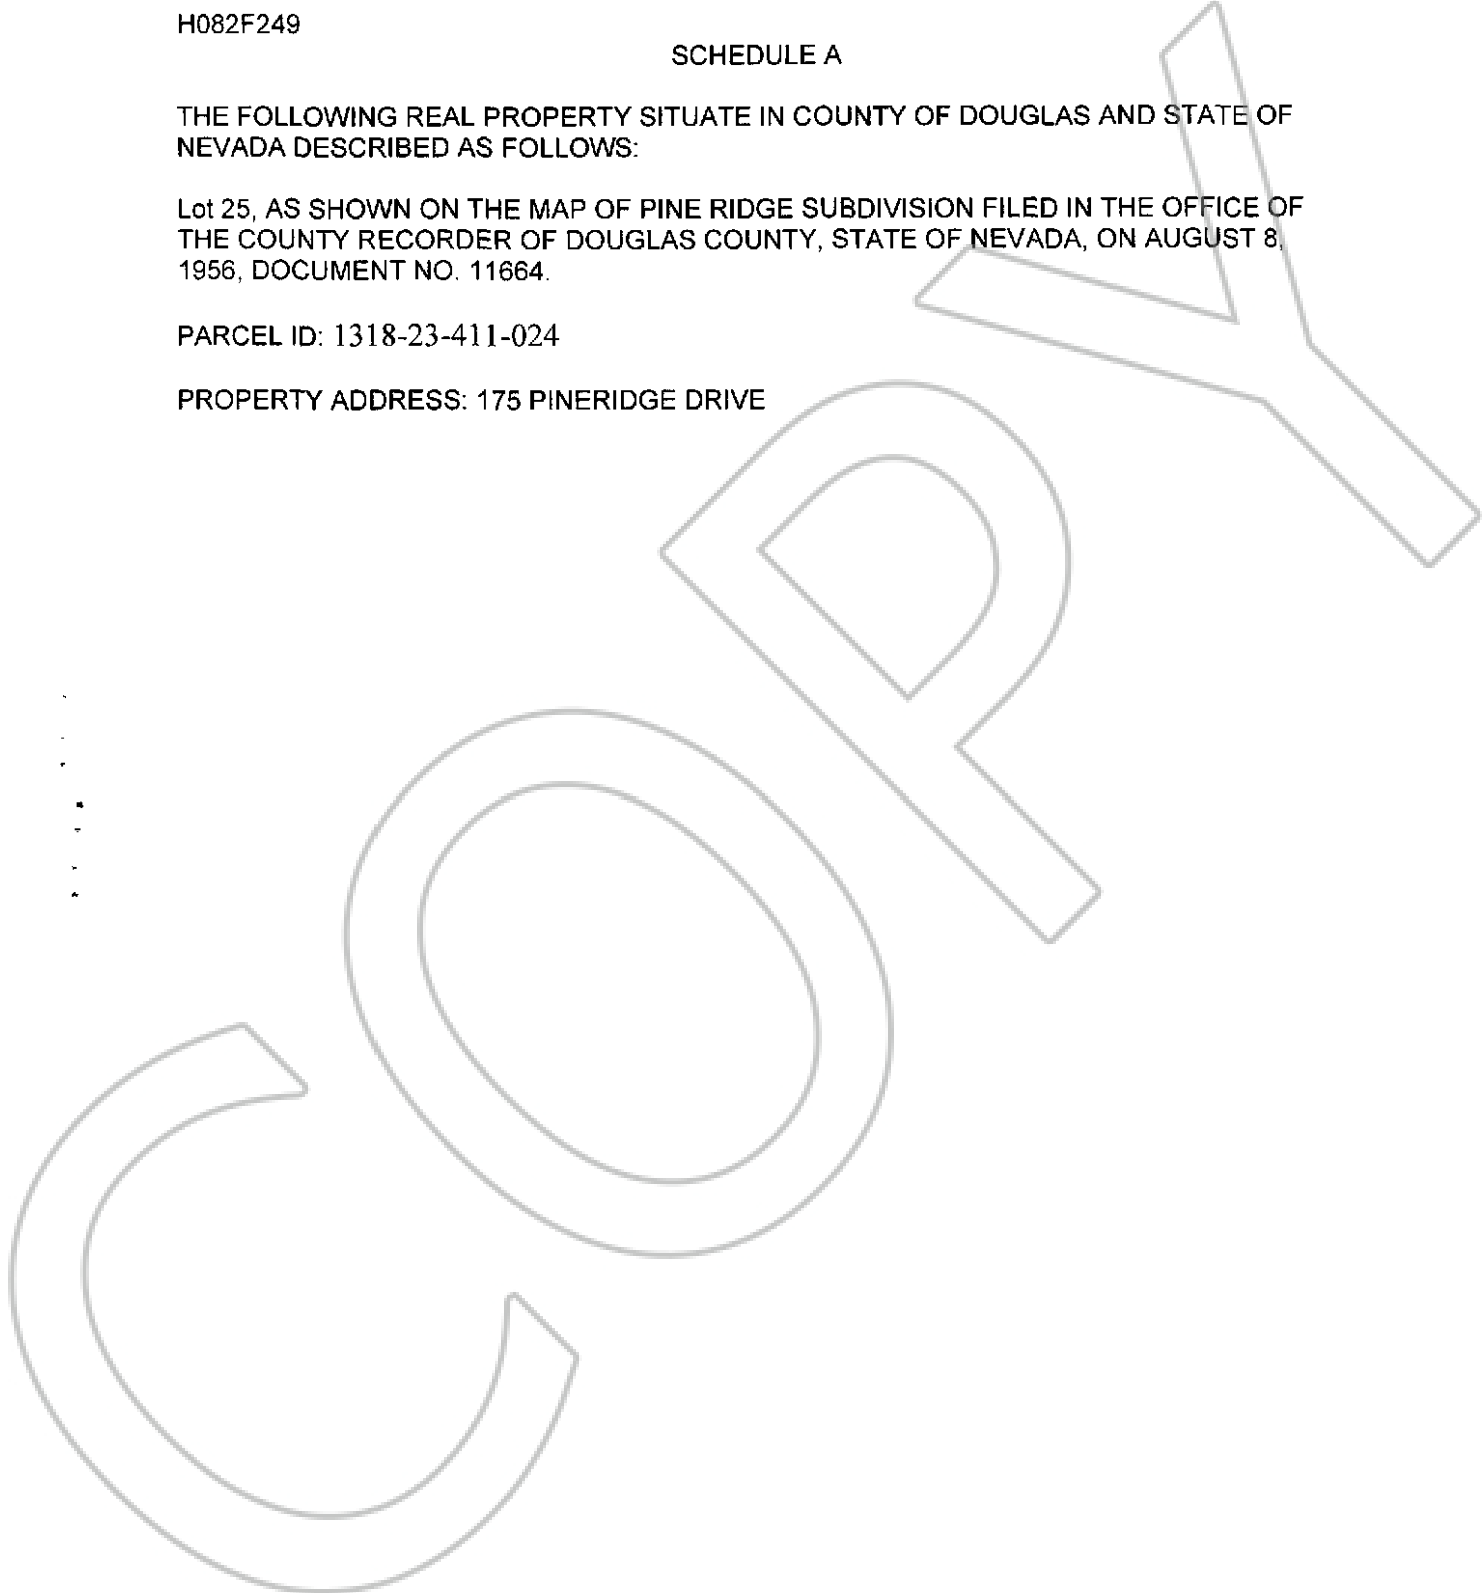 H082F249
SCHEDULE A
THE FOLLOWING REAL PROPERTY SITUATE IN COUNTY OF DOUGLAS AND STATE OF
NEVADA DESCRIBED AS FOLLOWS:
Lot 25, AS SHOWN ON THE MAP OF PINE RIDGE SUBDIVISION FILED IN THE OFFICE OF
THE COUNTY RECORDER OF DOUGLAS COUNTY, STATE OF NEVADA, ON AUGUST 8,
1956, DOCUMENT NO. 11664.
PARCEL ID: 1318-23-411-024
PROPERTY ADDRESS: 175 PINERIDGE DRIVE
COPY